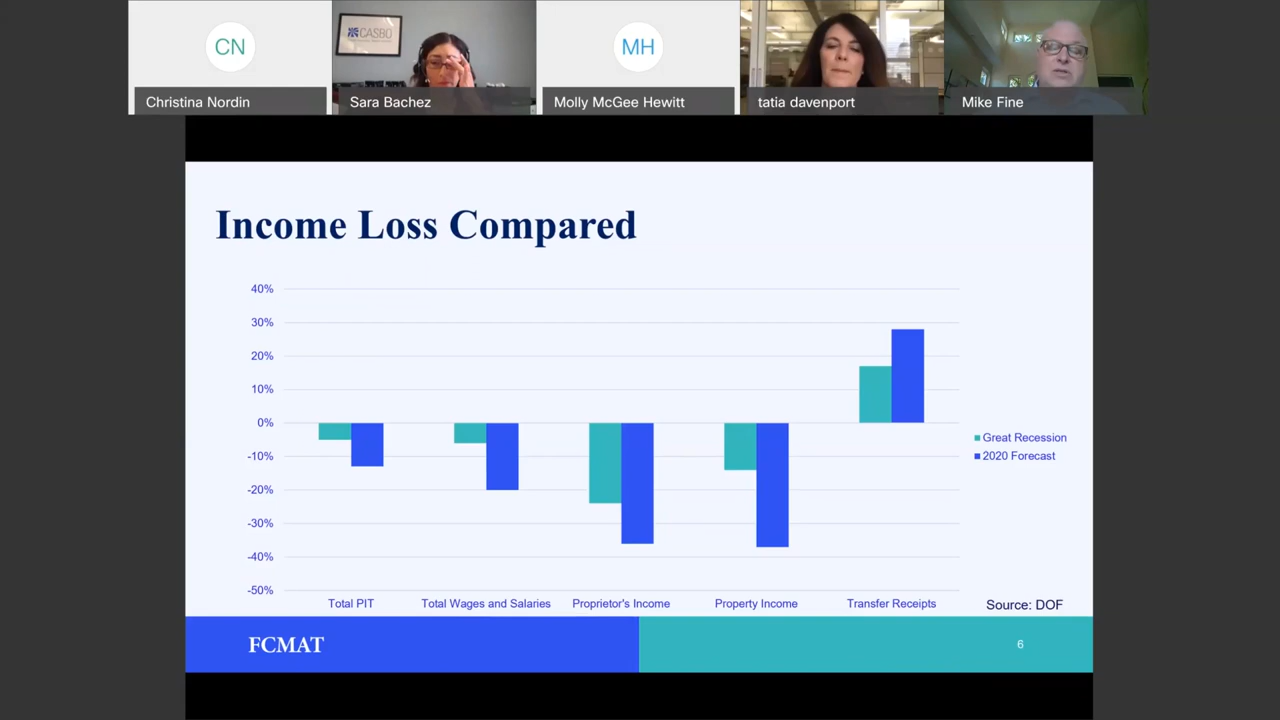 CN
MH
CASBO
Christina Nordin
Sara Bachez
Molly McGee Hewitt
tatia davenport
Mike Fine
Income Loss Compared
40%
30%
20%
10%
0%
-10%
-20%
-30%
-40%
-50%
Total PIT
Total Wages and Salaries
Proprietor's Income
Property Income
Transfer Receipts
Great Recession
2020 Forecast
Source: DOF
FCMAT
6